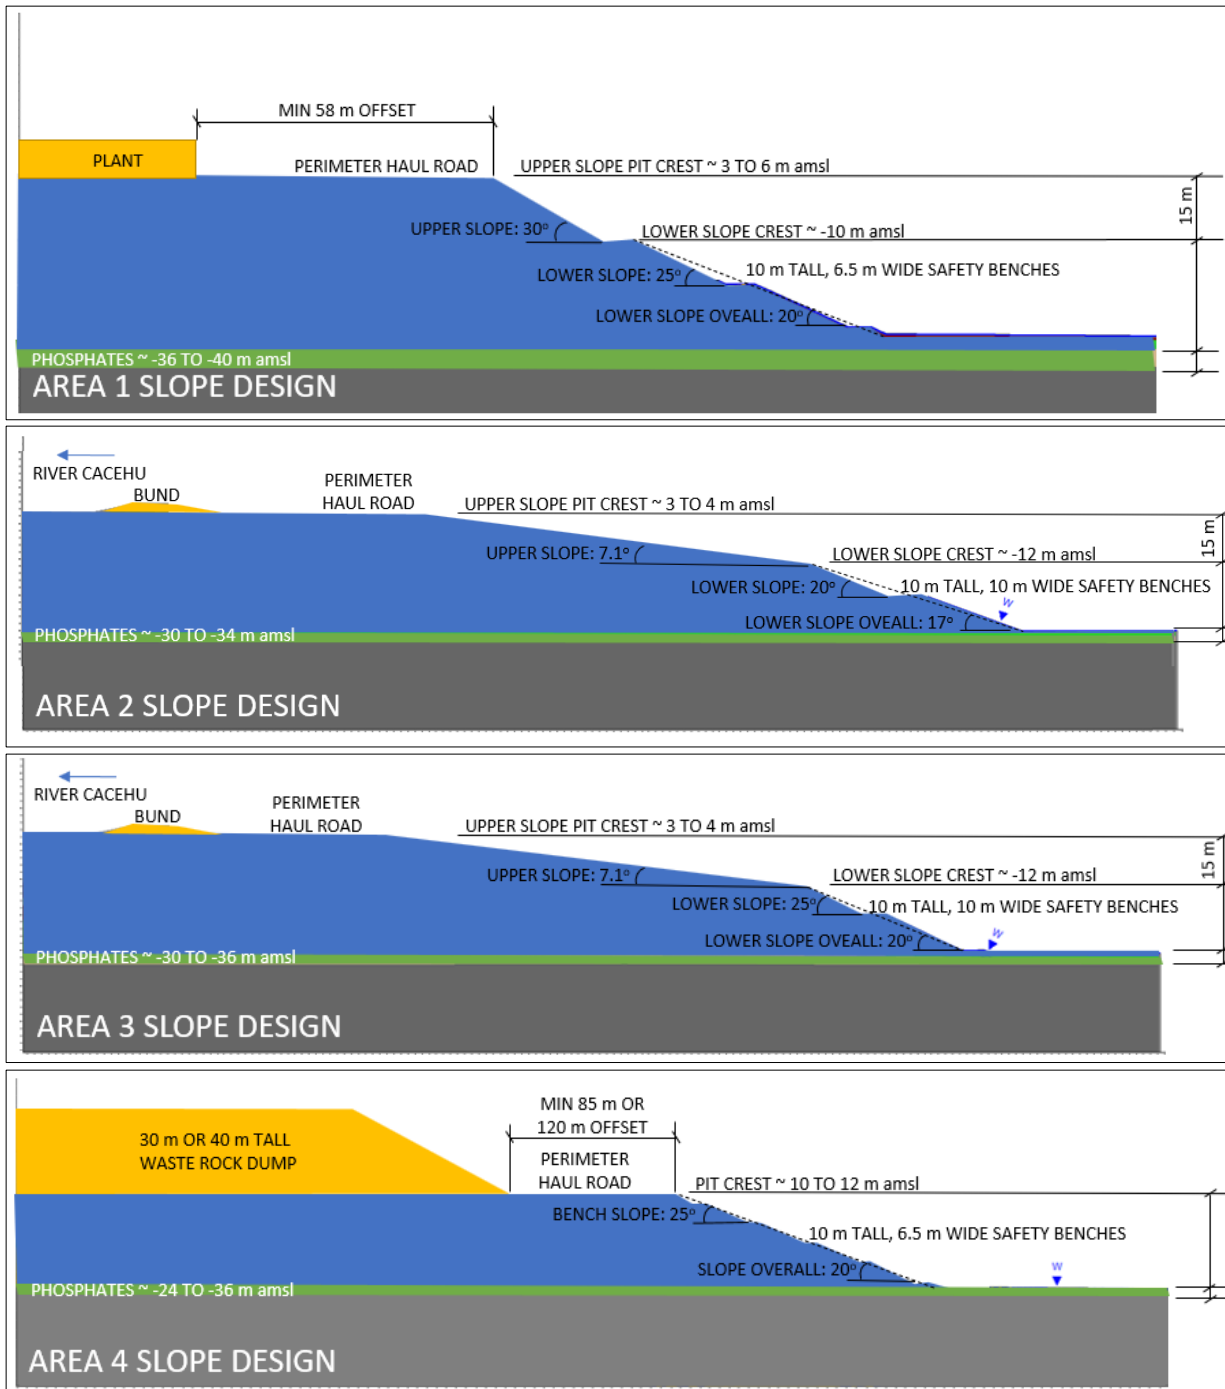 MIN 58 m OFFSET
PLANT
PERIMETER HAUL ROAD
UPPER SLOPE PIT CREST ~ 3 TO 6 m amsl
15 m
UPPER SLOPE: 30°
LOWER SLOPE CREST ~ -10 m amsl
LOWER SLOPE: 25°
10 m TALL, 6.5 m WIDE SAFETY BENCHES
LOWER SLOPE OVEALL: 20°
PHOSPHATES ~ -36 TO -40 m amsl
AREA 1 SLOPE DESIGN
RIVER CACEHU
BUND
PERIMETER
HAUL ROAD
UPPER SLOPE PIT CREST ~ 3 TO 4 m amsl
15 m
UPPER SLOPE: 7.1°
LOWER SLOPE CREST ~ -12 m amsl
LOWER SLOPE: 20°
10 m TALL, 10 m WIDE SAFETY BENCHES
W
LOWER SLOPE OVEALL: 17°
PHOSPHATES ~ -30 TO -34 m amsl
AREA 2 SLOPE DESIGN
RIVER CACEHU
BUND
PERIMETER
HAUL ROAD
UPPER SLOPE PIT CREST ~ 3 TO 4 m amsl
15 m
UPPER SLOPE: 7.1°
LOWER SLOPE CREST ~ -12 m amsl
LOWER SLOPE: 25°
10 m TALL, 10 m WIDE SAFETY BENCHES
W
LOWER SLOPE OVEALL: 20°
PHOSPHATES ~ -30 TO -36 m amsl
AREA 3 SLOPE DESIGN
MIN 85 m OR
120 m OFFSET
30 m OR 40 m TALL
WASTE ROCK DUMP
PERIMETER
HAUL ROAD
PIT CREST ~ 10 TO 12 m amsl
BENCH SLOPE: 25°
10 m TALL, 6.5 m WIDE SAFETY BENCHES
SLOPE OVERALL: 20°
W
PHOSPHATES ~ -24 TO -36 m amsl
AREA 4 SLOPE DESIGN